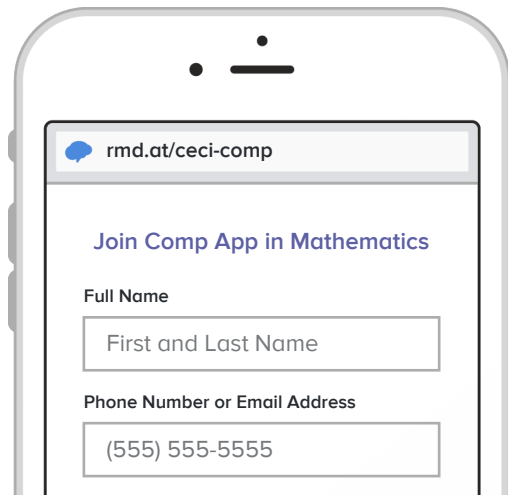 rmd.at/ceci-comp
Join Comp App in Mathematics
Full Name
First and Last Name
Phone Number or Email Address
(555) 555-5555